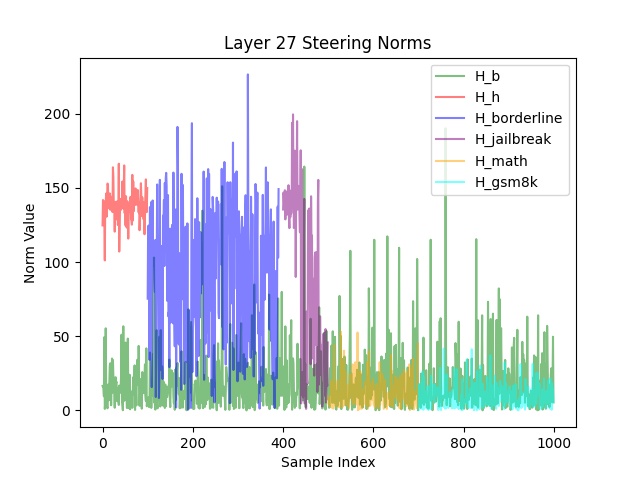 Layer 27 Steering Norms
H_b
H_h
H_borderline
H_jailbreak
H_math
H_gsm8k
Norm Value
200
150
100
50
0
0
200
400
600
800
1000
Sample Index